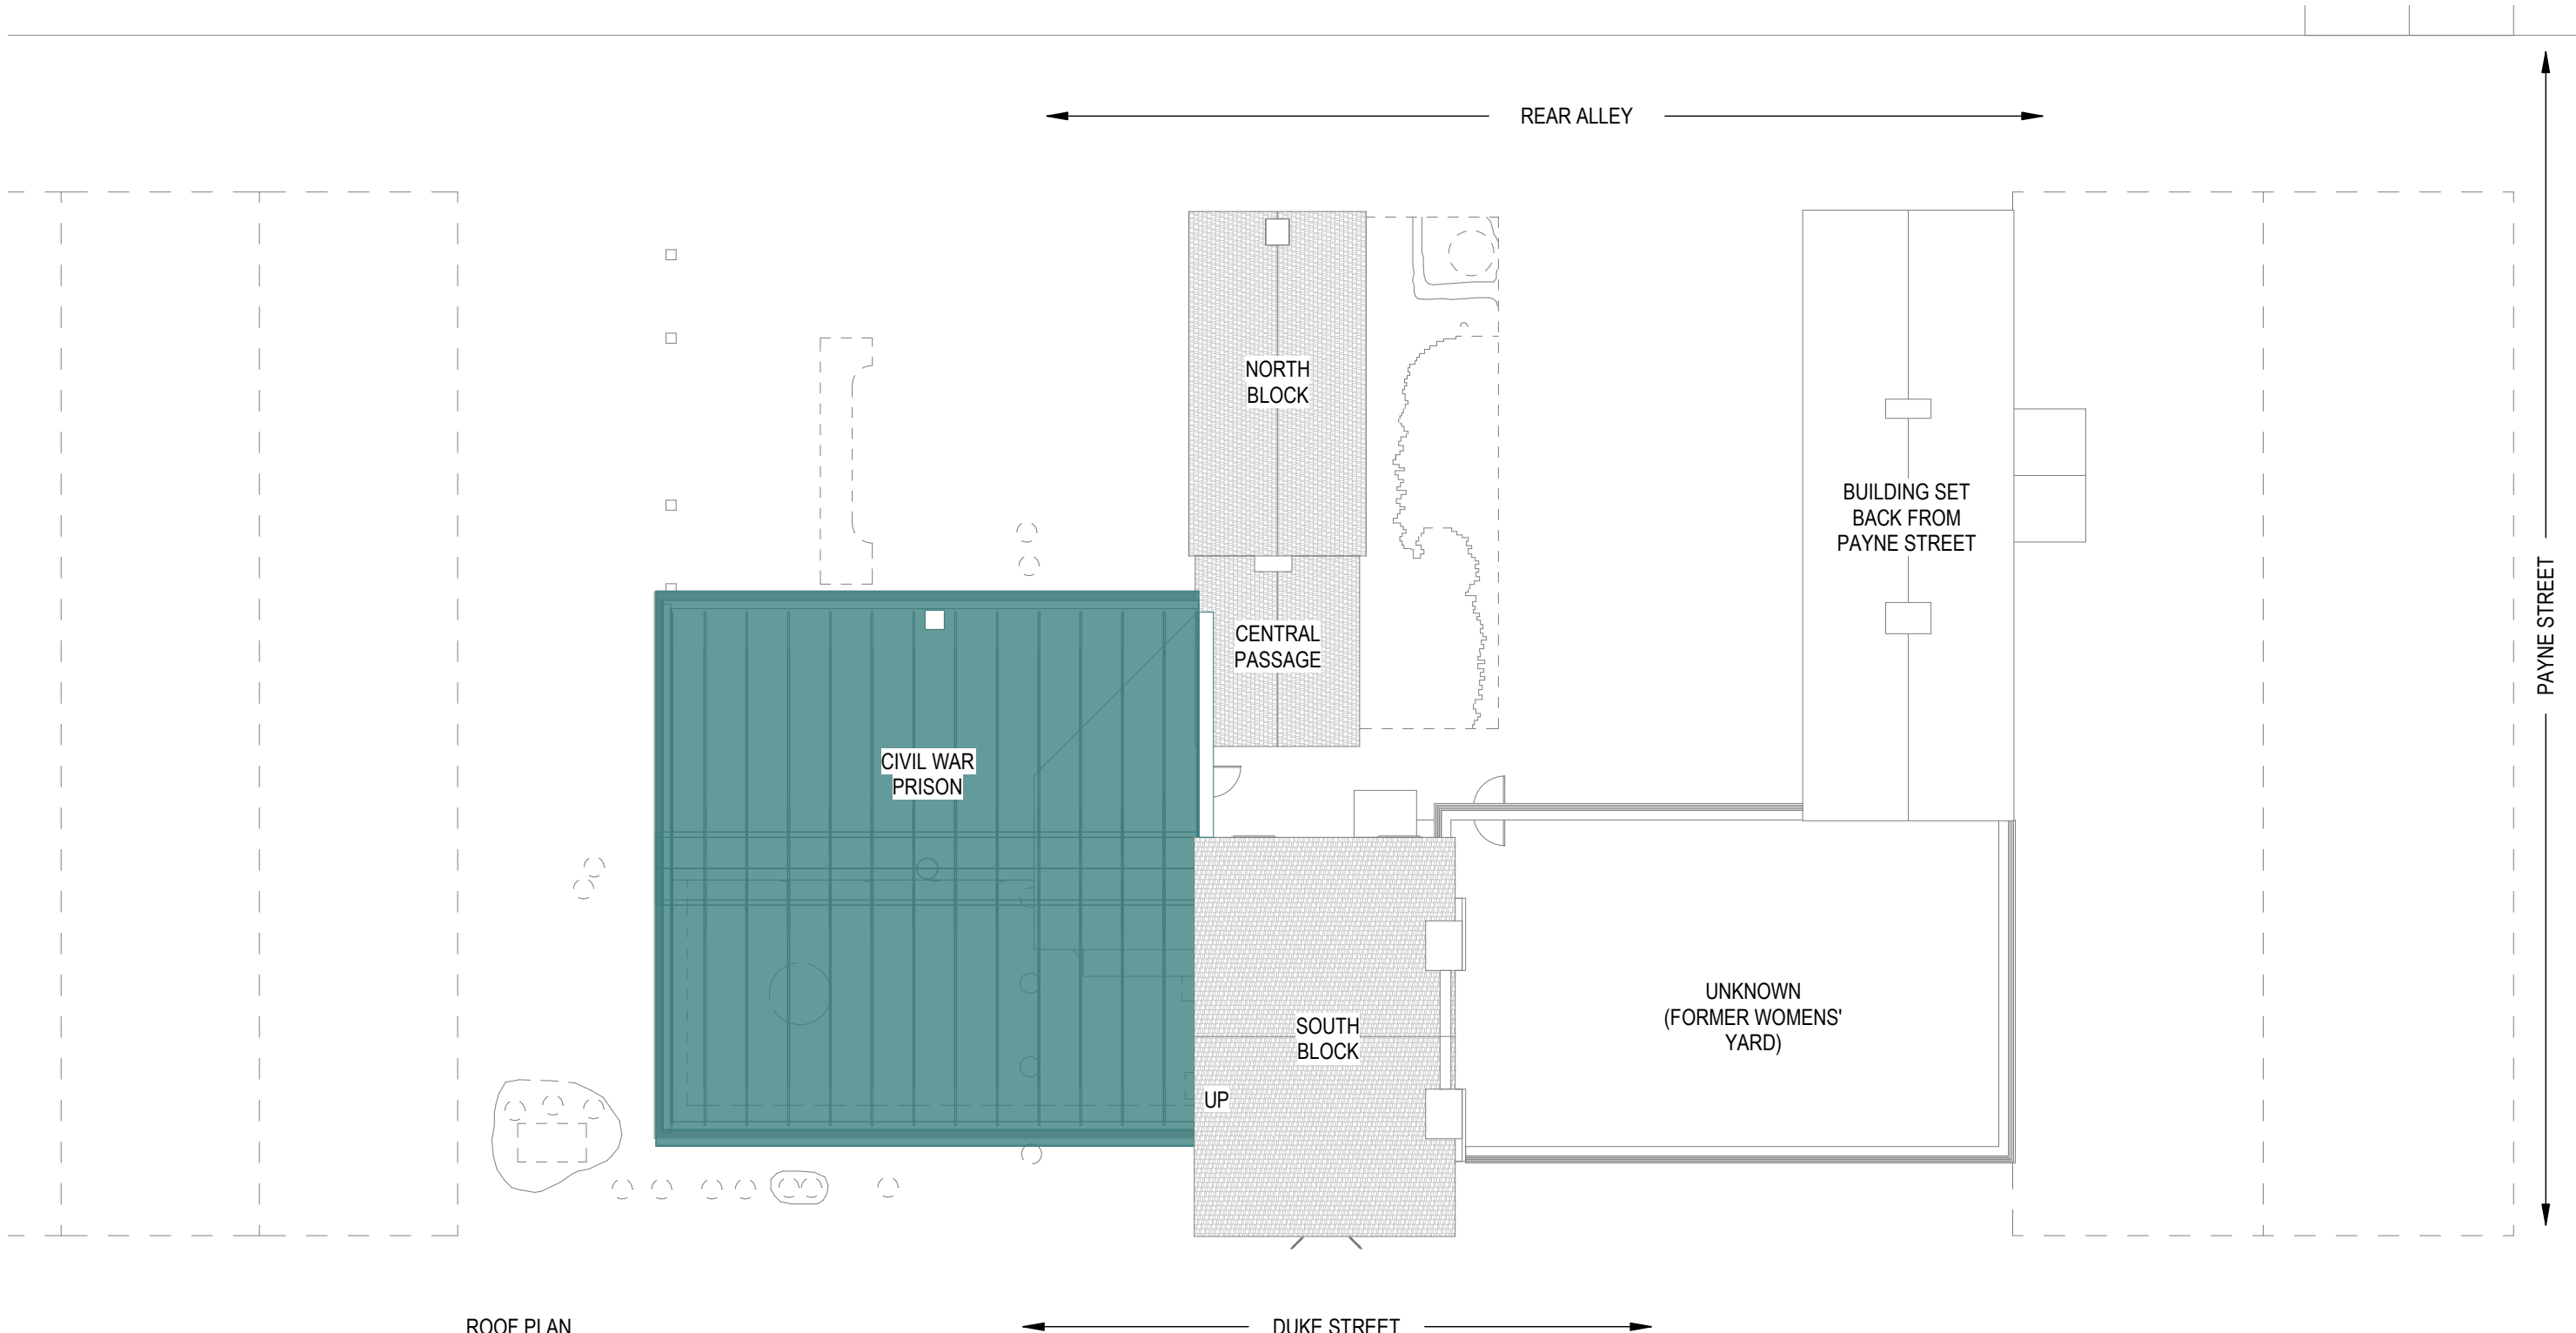 REAR ALLEY
NORTH
BLOCK
BUILDING SET
BACK FROM
PAYNE STREET
PAYNE STREET
CENTRAL
PASSAGE
CIVIL WAR
PRISON
UNKNOWN
(FORMER WOMENS'
YARD)
SOUTH
BLOCK
UP
ROOF PLAN
DUKE STREET